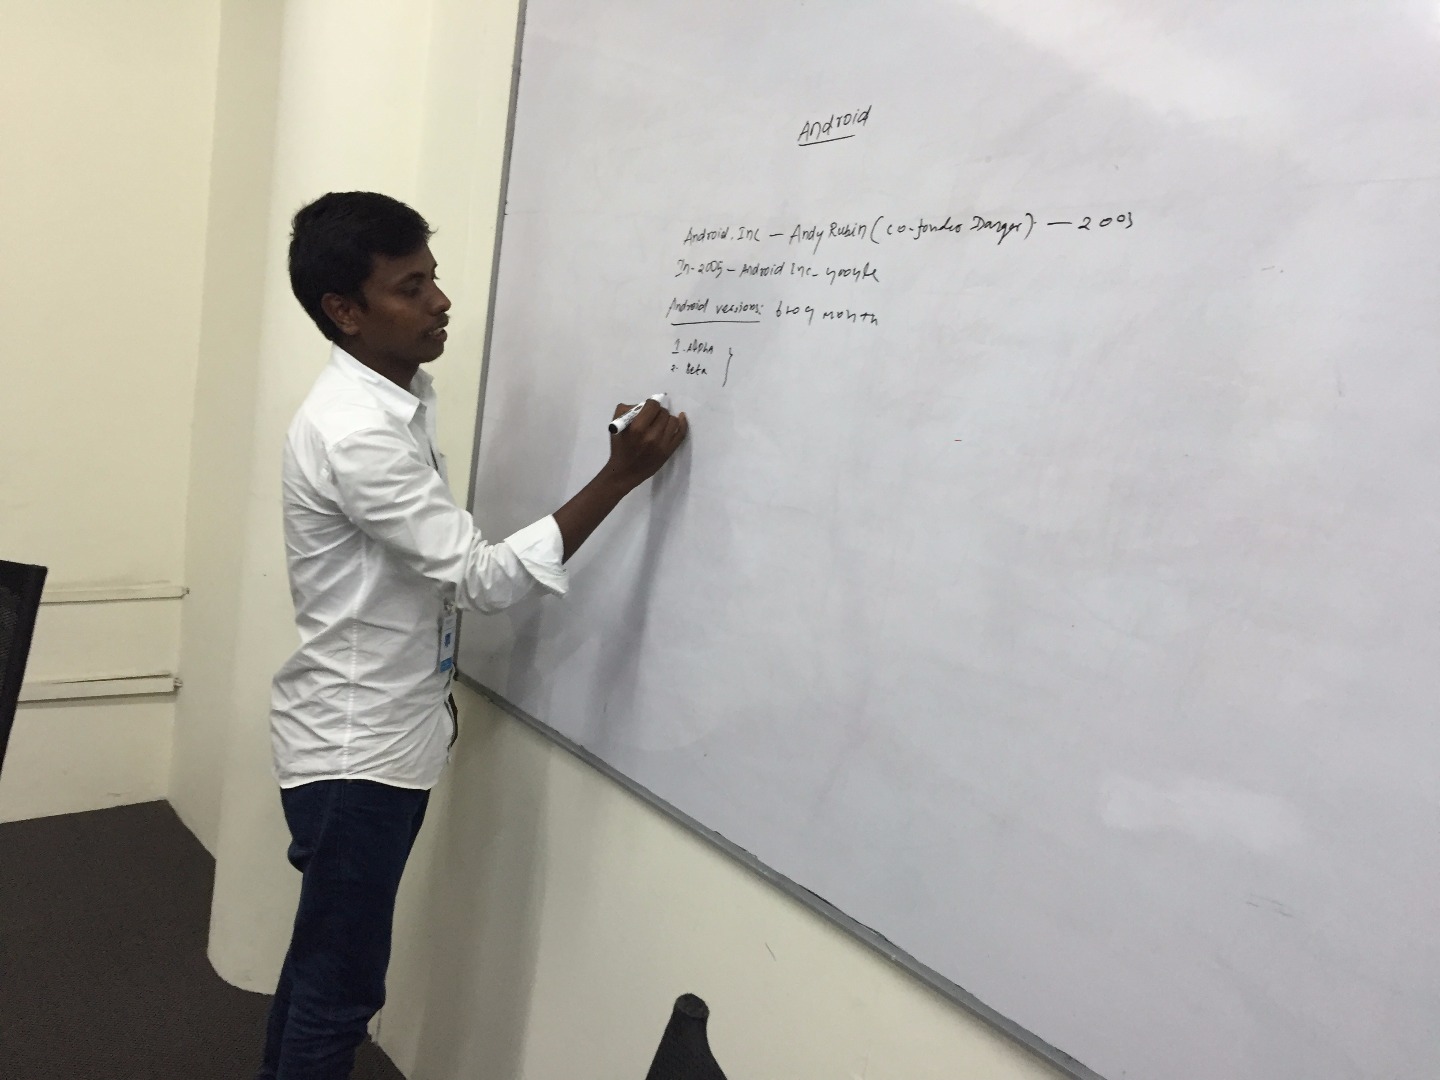 Android
Android.Inc – Andy Rubin (co-founder Danger) – 2003
In-2005 – Android Inc – google
Android versions: 6 to 9 month
1. Alpha
2. Beta